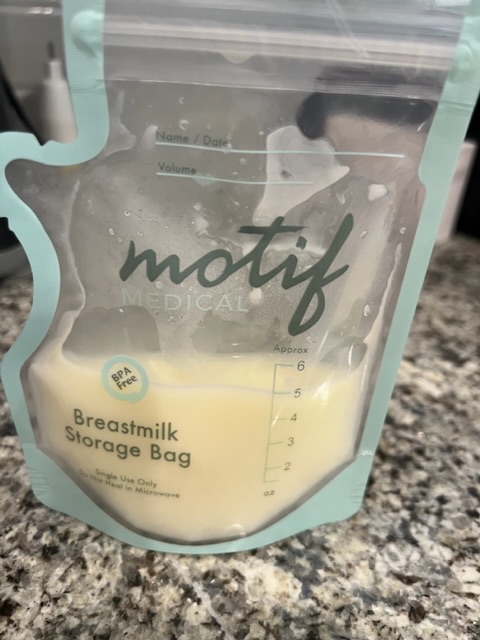 Name / Date
Volume
motif
MEDICAL
Approx
6
5
4
3
2
oz
BPA
Free
Breastmilk
Storage Bag
Single Use Only
Do Not Heat in Microwave